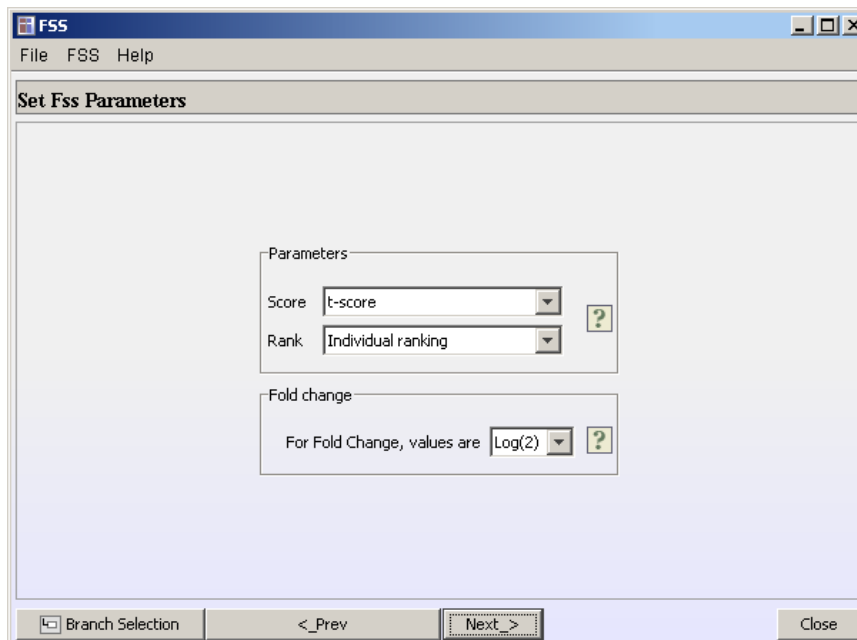 FSS
File FSS Help
Set Fss Parameters
Parameters
Score t-score ?
Rank Individual ranking
Fold change
For Fold Change, values are Log(2) ?
Branch Selection <_Prev Next_> Close